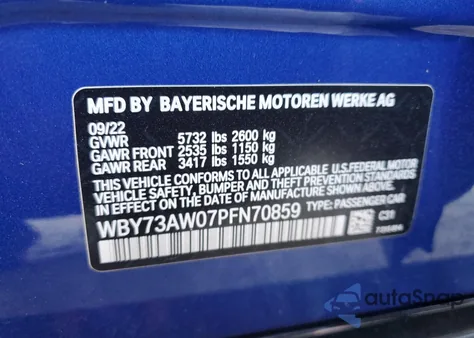 MFD BY BAYERISCHE MOTOREN WERKE AG
09/22
GVWR 5732 lbs 2600 kg
GAWR FRONT 2535 lbs 1150 kg
GAWR REAR 3417 lbs 1550 kg
THIS VEHICLE CONFORMS TO ALL APPLICABLE U.S. FEDERAL MOTOR
VEHICLE SAFETY, BUMPER, AND THEFT PREVENTION STANDARDS
IN EFFECT ON THE DATE OF MANUFACTURE SHOWN ABOVE.
WBY73AW07PFN70859 TYPE: PASSENGER CAR
C31
autoSnap